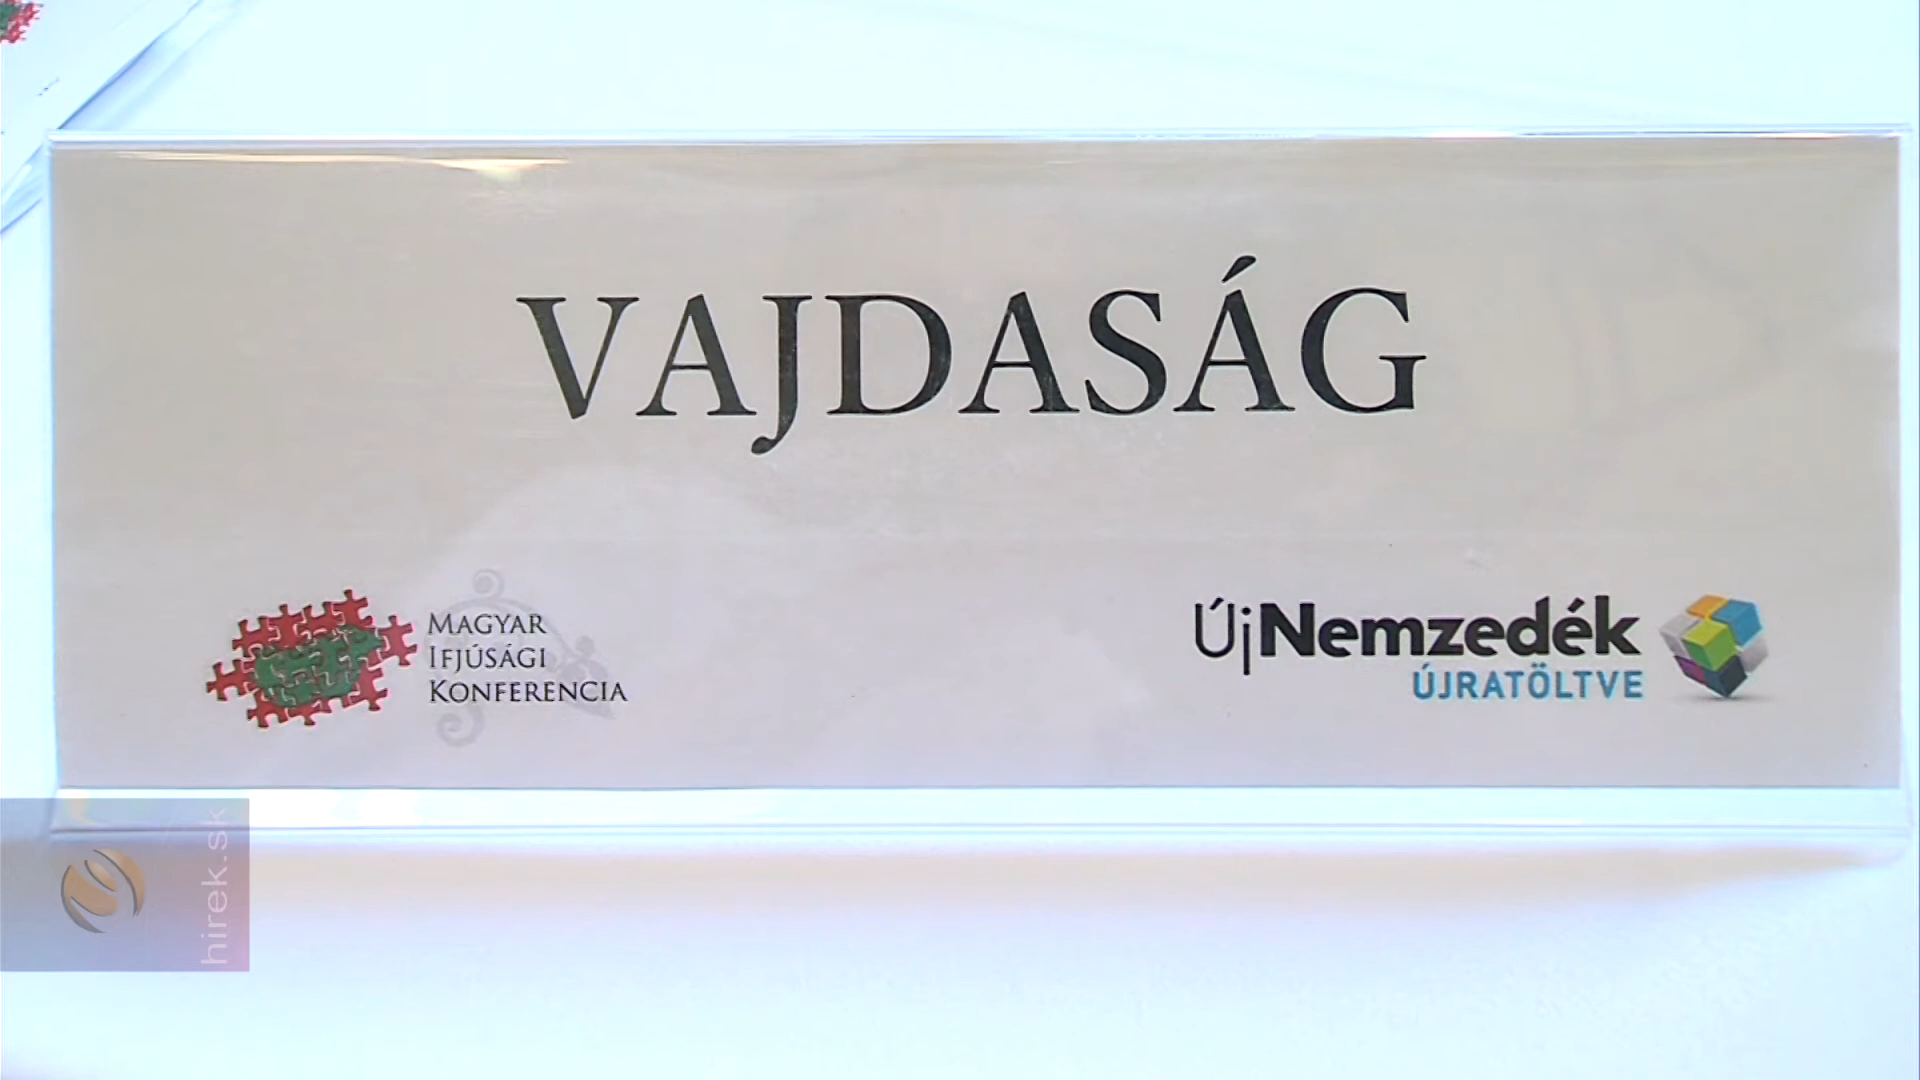 VAJDASÁG
MAGYAR
IFJÚSÁGI
KONFERENCIA
ÚjNemzedék
ÚJRATÖLTVE
hirek.sk